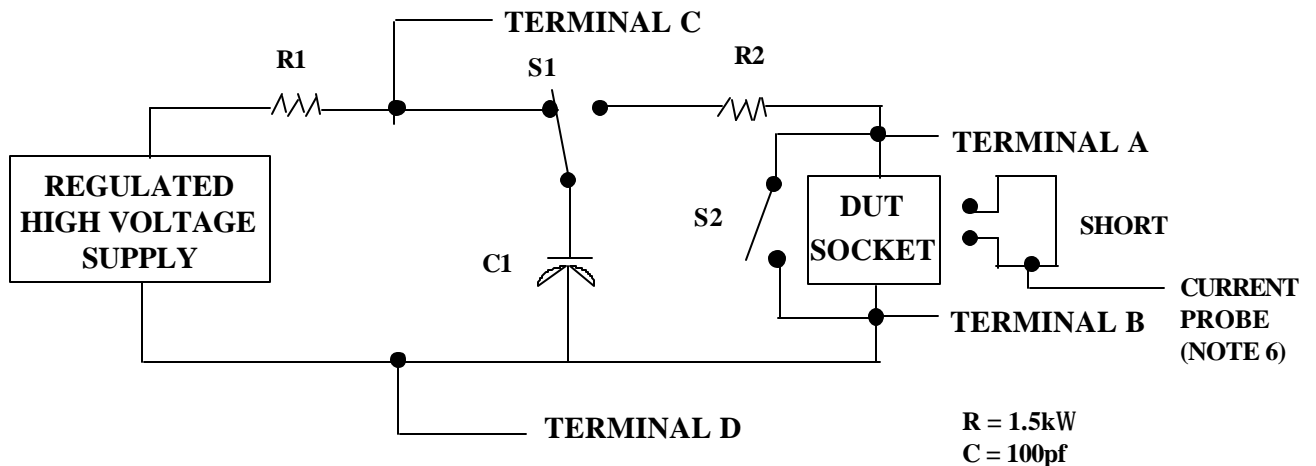 TERMINAL C
R1
S1
R2
TERMINAL A
REGULATED
HIGH VOLTAGE
SUPPLY
S2
DUT
SOCKET
SHORT
C1
CURRENT
PROBE
(NOTE 6)
TERMINAL B
TERMINAL D
R = 1.5kW
C = 100pf